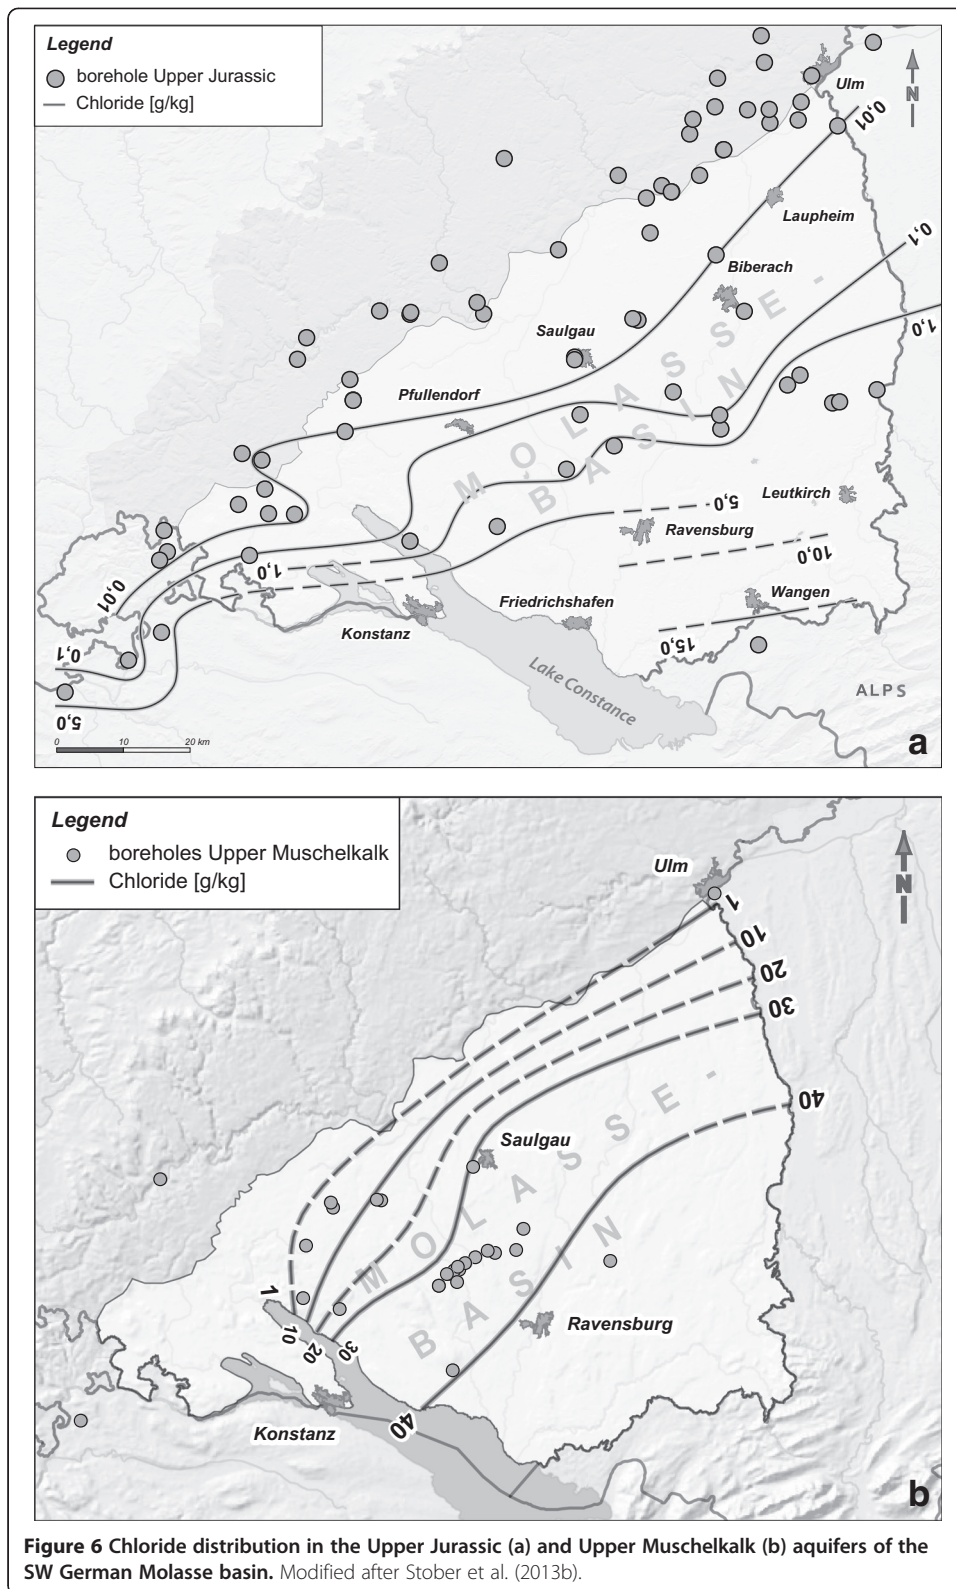 Legend
borehole Upper Jurassic
Chloride [g/kg]
N
Ulm
0,01
Laupheim
0,1
Biberach
1,0
Saulgau
Pfullendorf
MOLASSE-
BASIN
Leutkirch
5,0
Ravensburg
10,0
1,0
0,01
Wangen
Friedrichshafen
Konstanz
15,0
0,1
Lake Constance
ALPS
5,0
0 10 20 km
a
Legend
boreholes Upper Muschelkalk
Chloride [g/kg]
Ulm
N
1
10
20
30
40
Saulgau
MOLASSE-
BASIN
1
10
20
30
Ravensburg
40
Konstanz
b
Figure 6 Chloride distribution in the Upper Jurassic (a) and Upper Muschelkalk (b) aquifers of the
SW German Molasse basin. Modified after Stober et al. (2013b).